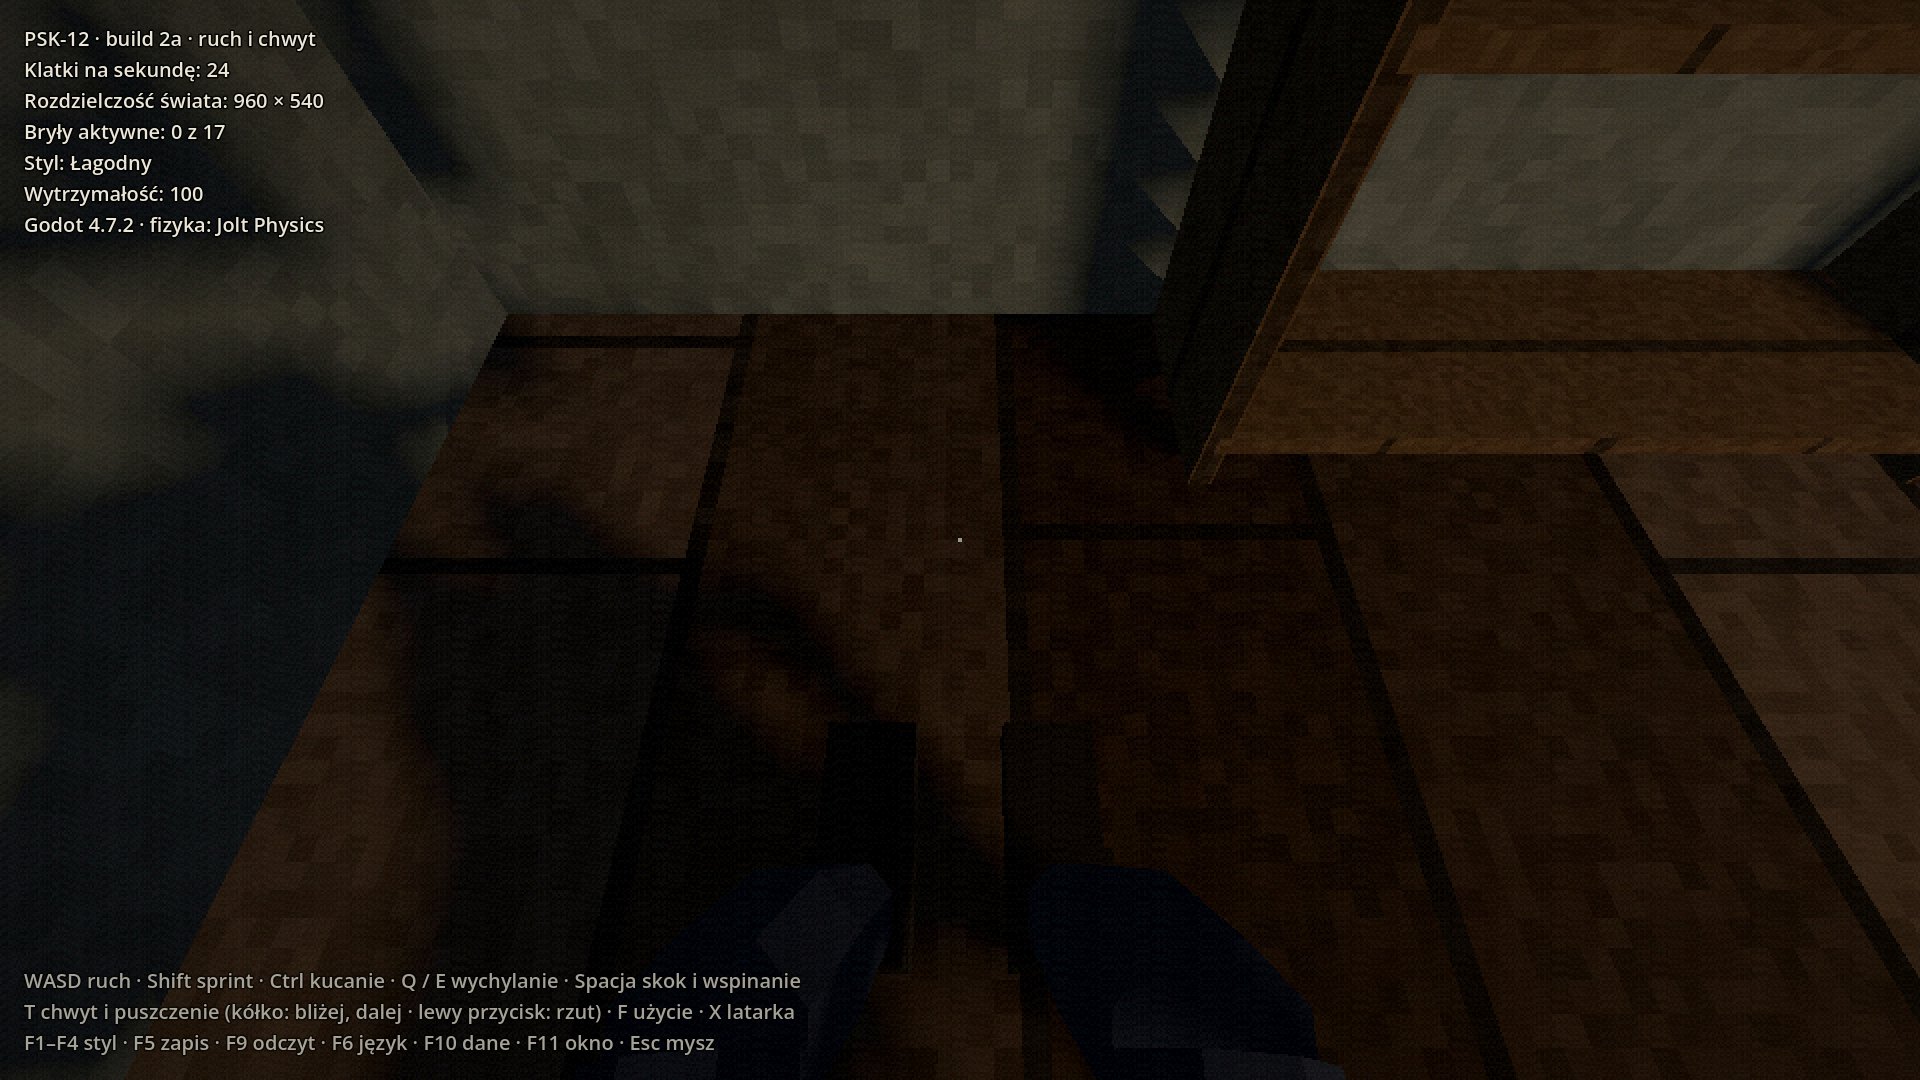 PSK-12 · build 2a · ruch i chwyt
Klatki na sekundę: 24
Rozdzielczość świata: 960 × 540
Bryły aktywne: 0 z 17
Styl: Łagodny
Wytrzymałość: 100
Godot 4.7.2 · fizyka: Jolt Physics
WASD ruch · Shift sprint · Ctrl kucanie · Q / E wychylanie · Spacja skok i wspinanie
T chwyt i puszczenie (kółko: bliżej, dalej · lewy przycisk: rzut) · F użycie · X latarka
F1–F4 styl · F5 zapis · F9 odczyt · F6 język · F10 dane · F11 okno · Esc mysz